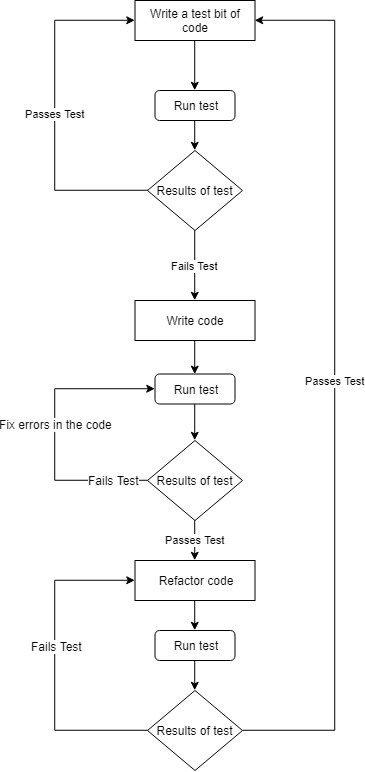 Write a test bit of
code
Run test
Passes Test
Results of test
Fails Test
Write code
Passes Test
Run test
Fix errors in the code
Fails Test
Results of test
Passes Test
Refactor code
Run test
Fails Test
Results of test